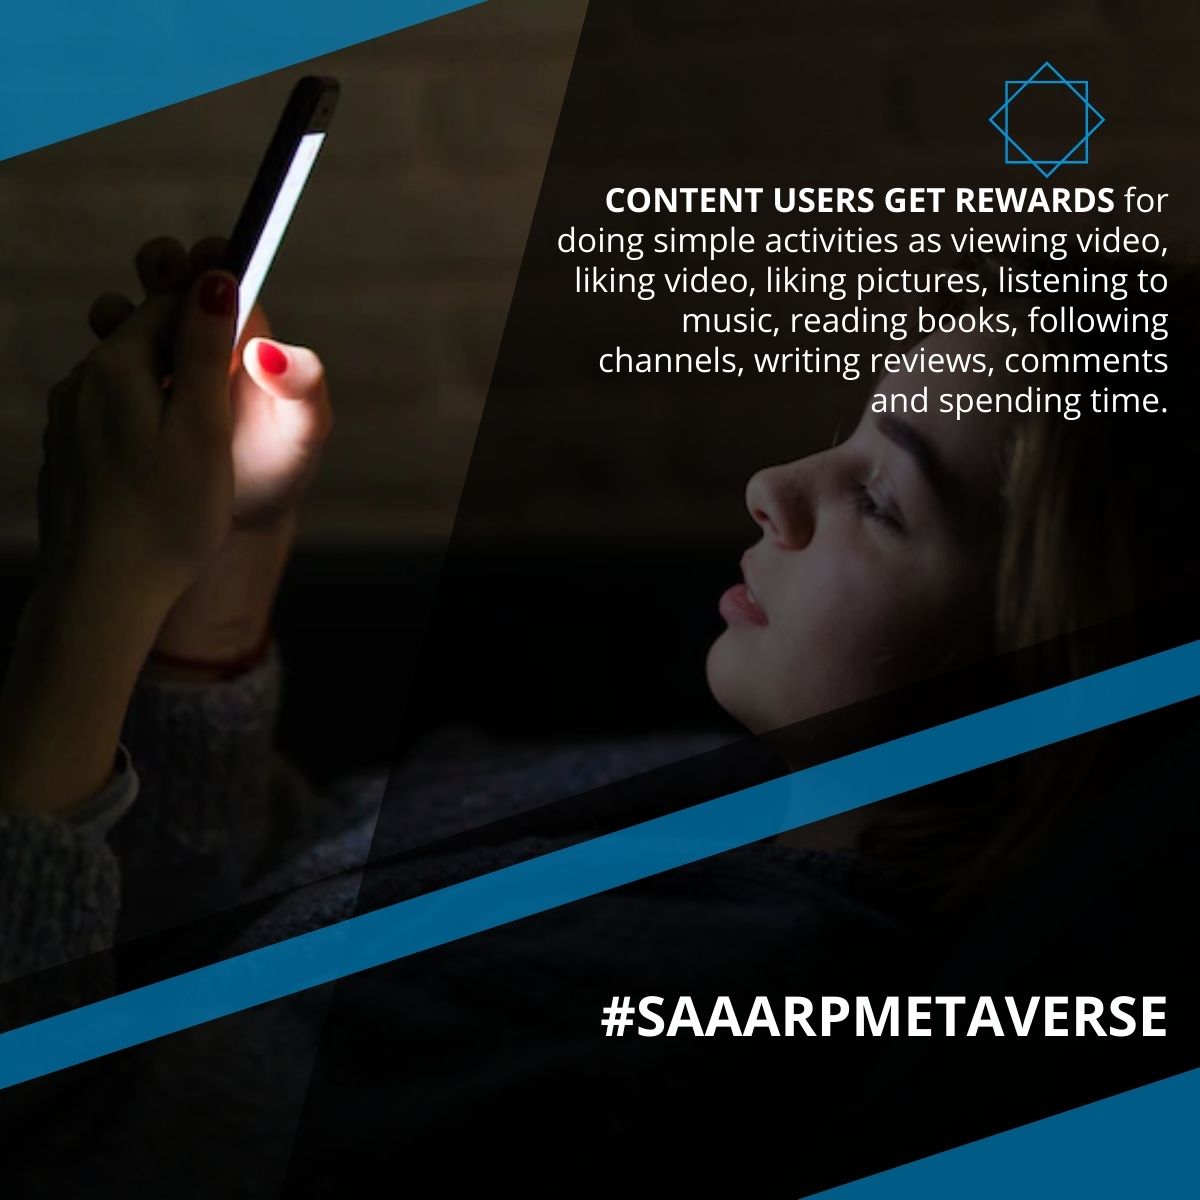 CONTENT USERS GET REWARDS for
doing simple activities as viewing video,
liking video, liking pictures, listening to
music, reading books, following
channels, writing reviews, comments
and spending time.
#SAAARPMETAVERSE